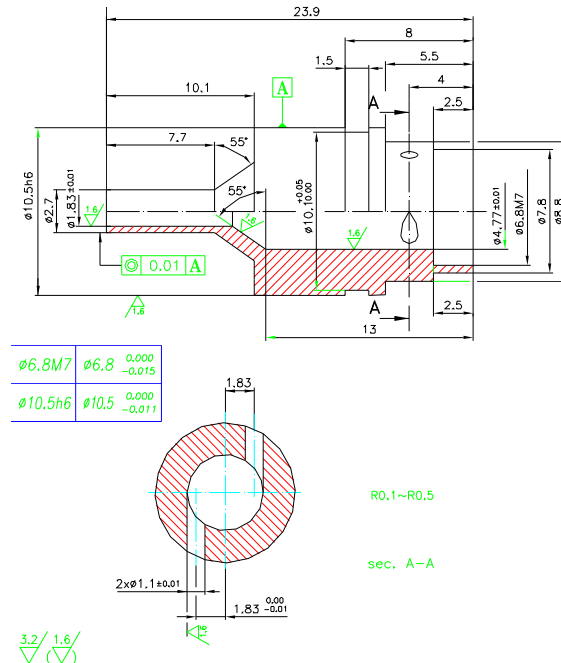 23.9
8
1.5
5.5
A
10.1
4
A
2.5
7.7
55°
55°
ø10.5h6
ø2.7
ø1.83±0.01
1.6
1.6
ø10.10.00 +0.05
1.6
ø4.77±0.01
ø6.8M7
ø7.8
ø8.8
0.01 A
1.6
A
2.5
13
ø6.8M7 ø6.8 0.000 -0.015
ø10.5h6 ø10.5 0.000 -0.011
1.83
R0.1~R0.5
sec. A-A
2xø1.1±0.01
1.83 0.00 -0.01
1.6
3.2 (1.6)